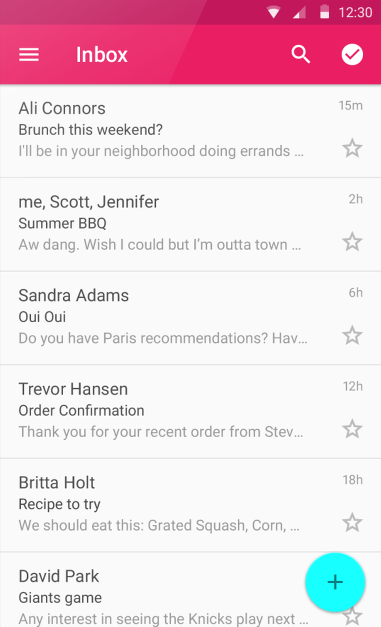 12:30
Inbox
Ali Connors 15m
Brunch this weekend?
I'll be in your neighborhood doing errands ...
me, Scott, Jennifer 2h
Summer BBQ
Aw dang. Wish I could but I'm outta town ...
Sandra Adams 6h
Oui Oui
Do you have Paris recommendations? Hav...
Trevor Hansen 12h
Order Confirmation
Thank you for your recent order from Stev...
Britta Holt 18h
Recipe to try
We should eat this: Grated Squash, Corn, ...
David Park
Giants game
Any interest in seeing the Knicks play next ...